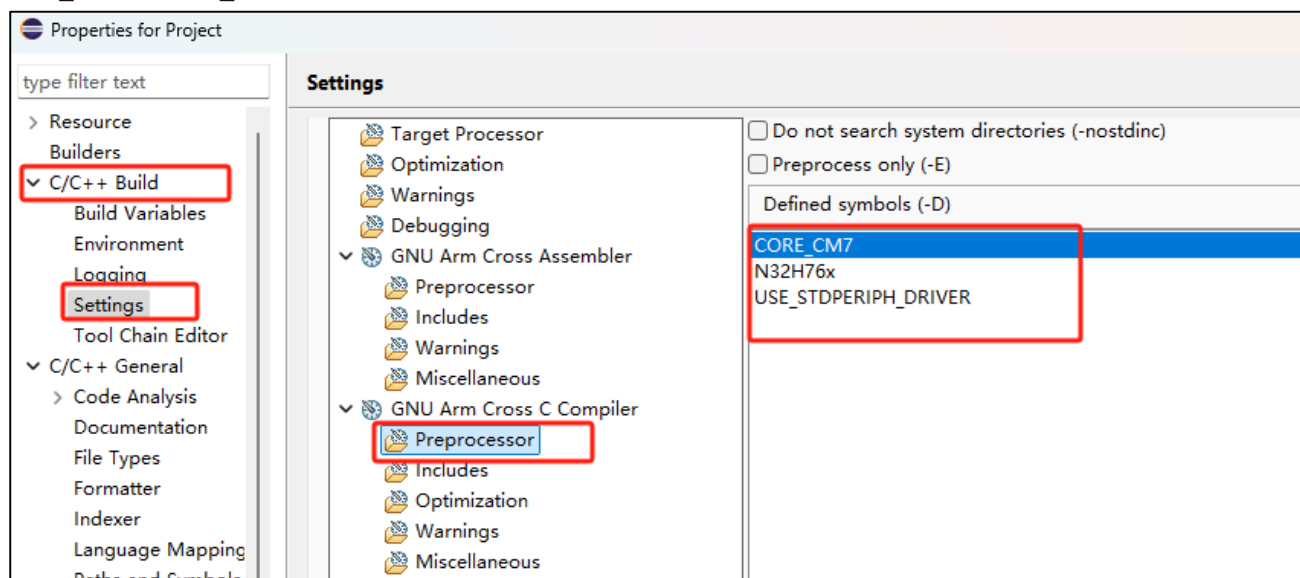 Properties for Project
type filter text
Resource
Builders
C/C++ Build
Build Variables
Environment
Logging
Settings
Tool Chain Editor
C/C++ General
Code Analysis
Documentation
File Types
Formatter
Indexer
Language Mapping
Paths and Symbols
Settings
Target Processor
Optimization
Warnings
Debugging
GNU Arm Cross Assembler
Preprocessor
Includes
Warnings
Miscellaneous
GNU Arm Cross C Compiler
Preprocessor
Includes
Optimization
Warnings
Miscellaneous
Do not search system directories (-nostdinc)
Preprocess only (-E)
Defined symbols (-D)
CORE_CM7
N32H76x
USE_STDPERIPH_DRIVER